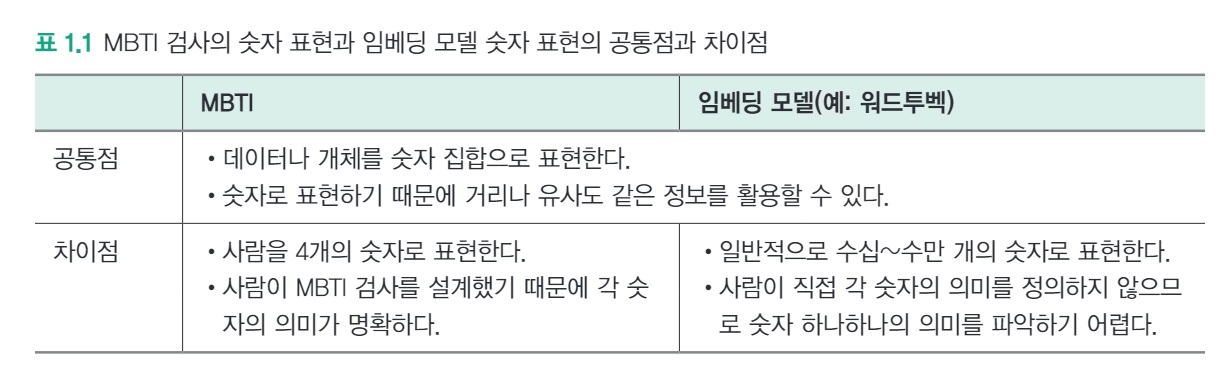 표 1.1 MBTI 검사의 숫자 표현과 임베딩 모델 숫자 표현의 공통점과 차이점
MBTI
임베딩 모델(예: 워드투벡)
공통점
• 데이터나 개체를 숫자 집합으로 표현한다.
• 숫자로 표현하기 때문에 거리나 유사도 같은 정보를 활용할 수 있다.
차이점
• 사람을 4개의 숫자로 표현한다.
• 사람이 MBTI 검사를 설계했기 때문에 각 숫
자의 의미가 명확하다.
• 일반적으로 수십~수만 개의 숫자로 표현한다.
• 사람이 직접 각 숫자의 의미를 정의하지 않으므
로 숫자 하나하나의 의미를 파악하기 어렵다.